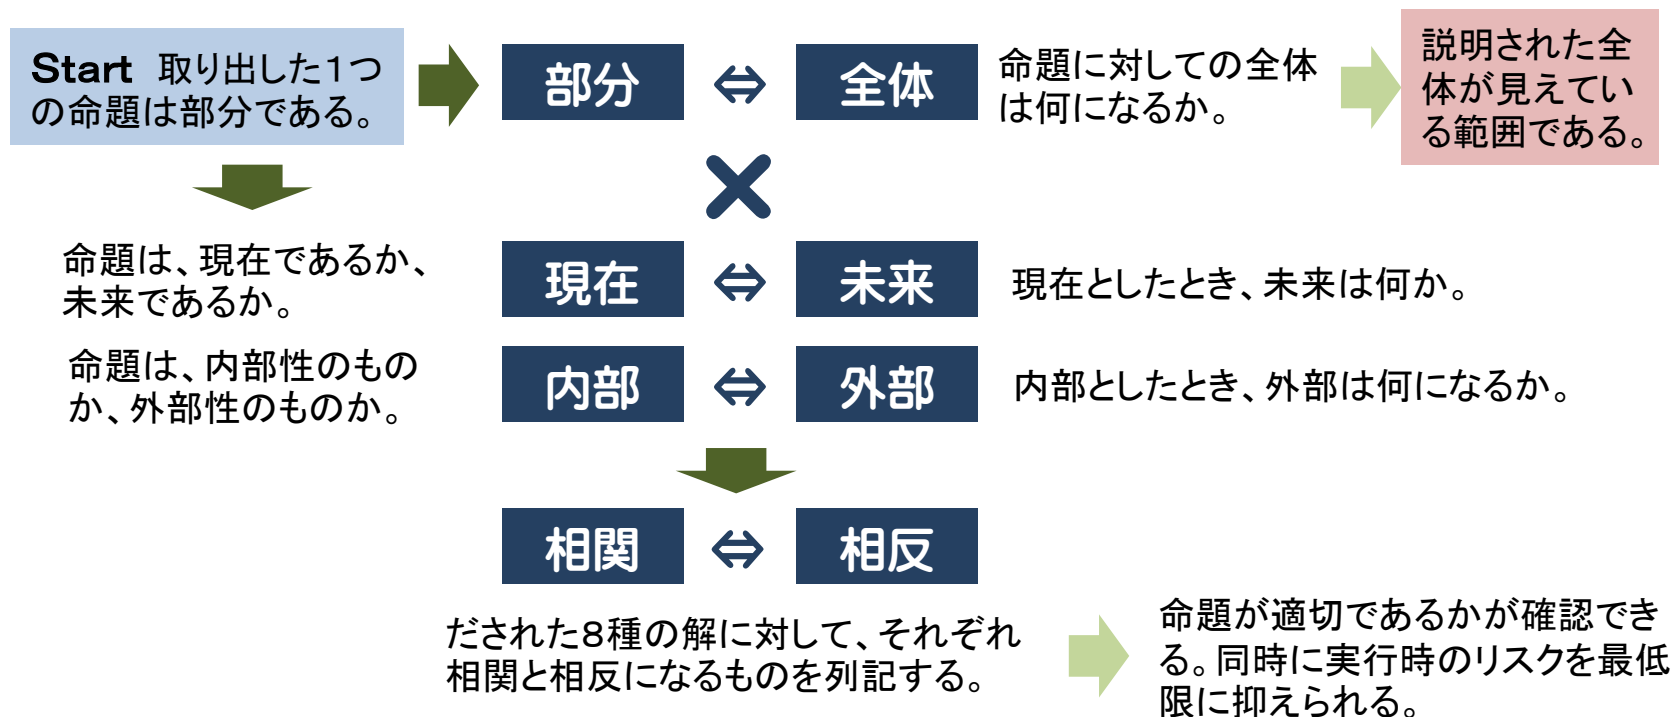 Start 取り出した１つ
の命題は部分である。
部分 ⇔ 全体
命題に対しての全体
は何になるか。
説明された全
体が見えてい
る範囲である。
×
命題は、現在であるか、
未来であるか。
現在 ⇔ 未来
現在としたとき、未来は何か。
命題は、内部性のもの
か、外部性のものか。
内部 ⇔ 外部
内部としたとき、外部は何になるか。
相関 ⇔ 相反
だされた８種の解に対して、それぞれ
相関と相反になるものを列記する。
命題が適切であるかが確認でき
る。同時に実行時のリスクを最低
限に抑えられる。